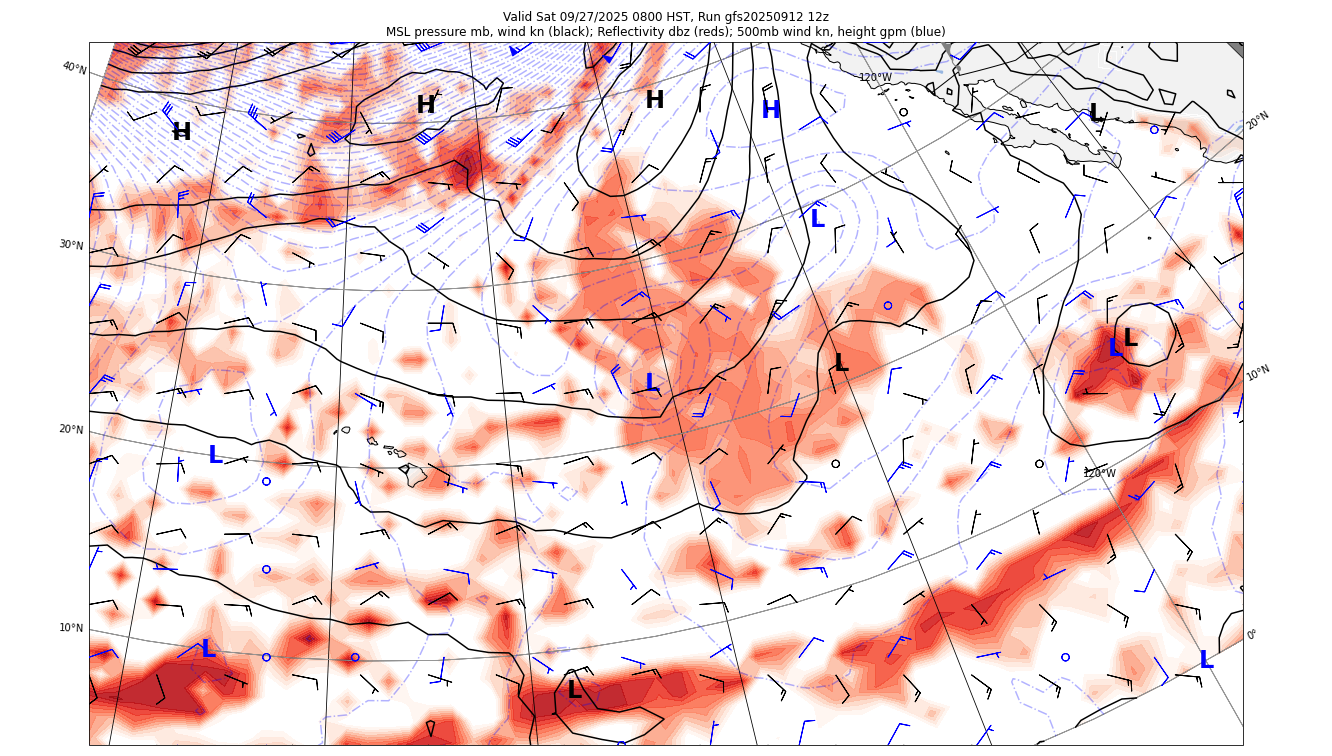 Valid Sat 09/27/2025 0800 HST, Run gfs20250912 12z
MSL pressure mb, wind kn (black); Reflectivity dbz (reds); 500mb wind kn, height gpm (blue)
40°N
120°W
H
H
H
H
L
20°N
L
30°N
L
L
L
L
10°N
20°N
L
120°W
10°N
L
0°
L
L